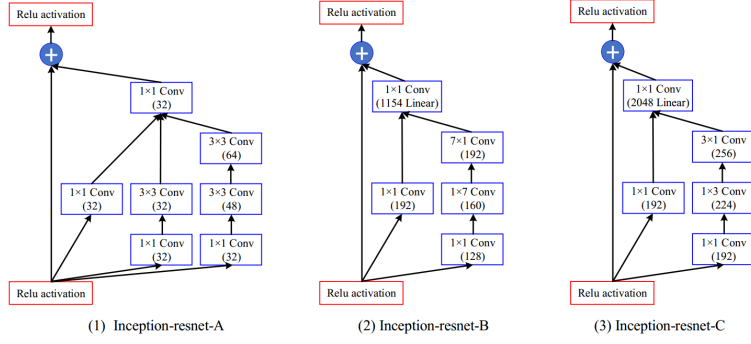 Relu activation
+
1×1 Conv
(32)
3×3 Conv
(64)
1×1 Conv
(32)
3×3 Conv
(32)
3×3 Conv
(48)
1×1 Conv
(32)
1×1 Conv
(32)
Relu activation
(1) Inception-resnet-A
Relu activation
+
1×1 Conv
(1154 Linear)
7×1 Conv
(192)
1×1 Conv
(192)
1×7 Conv
(160)
1×1 Conv
(128)
Relu activation
(2) Inception-resnet-B
Relu activation
+
1×1 Conv
(2048 Linear)
3×1 Conv
(256)
1×1 Conv
(192)
1×3 Conv
(224)
1×1 Conv
(192)
Relu activation
(3) Inception-resnet-C